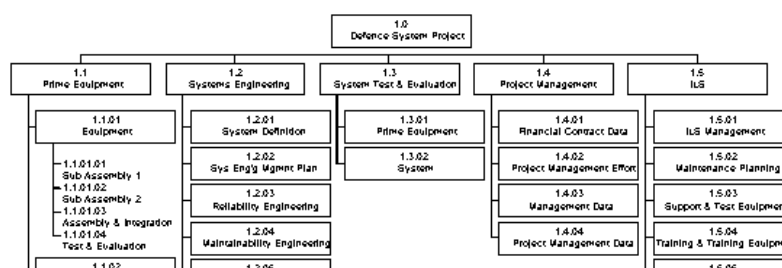 1.0
Defence System Project
1.1
Prime Equipment
1.2
Systems Engineering
1.3
System Test & Evaluation
1.4
Project Management
1.5
ILS
1.1.01
Equipment
1.1.01.01
Sub Assembly 1
1.1.01.02
Sub Assembly 2
1.1.01.03
Assembly & Integration
1.1.01.04
Test & Evaluation
1.1.02
1.2.01
System Definition
1.2.02
Sys Eng'g Mgmnt Plan
1.2.03
Reliability Engineering
1.2.04
Maintainability Engineering
1.3.01
Prime Equipment
1.3.02
System
1.4.01
Financial Contract Data
1.4.02
Project Management Effort
1.4.03
Management Data
1.4.04
Project Management Data
1.5.01
ILS Management
1.5.02
Maintenance Planning
1.5.03
Support & Test Equipmen
1.5.04
Training & Training Equipm